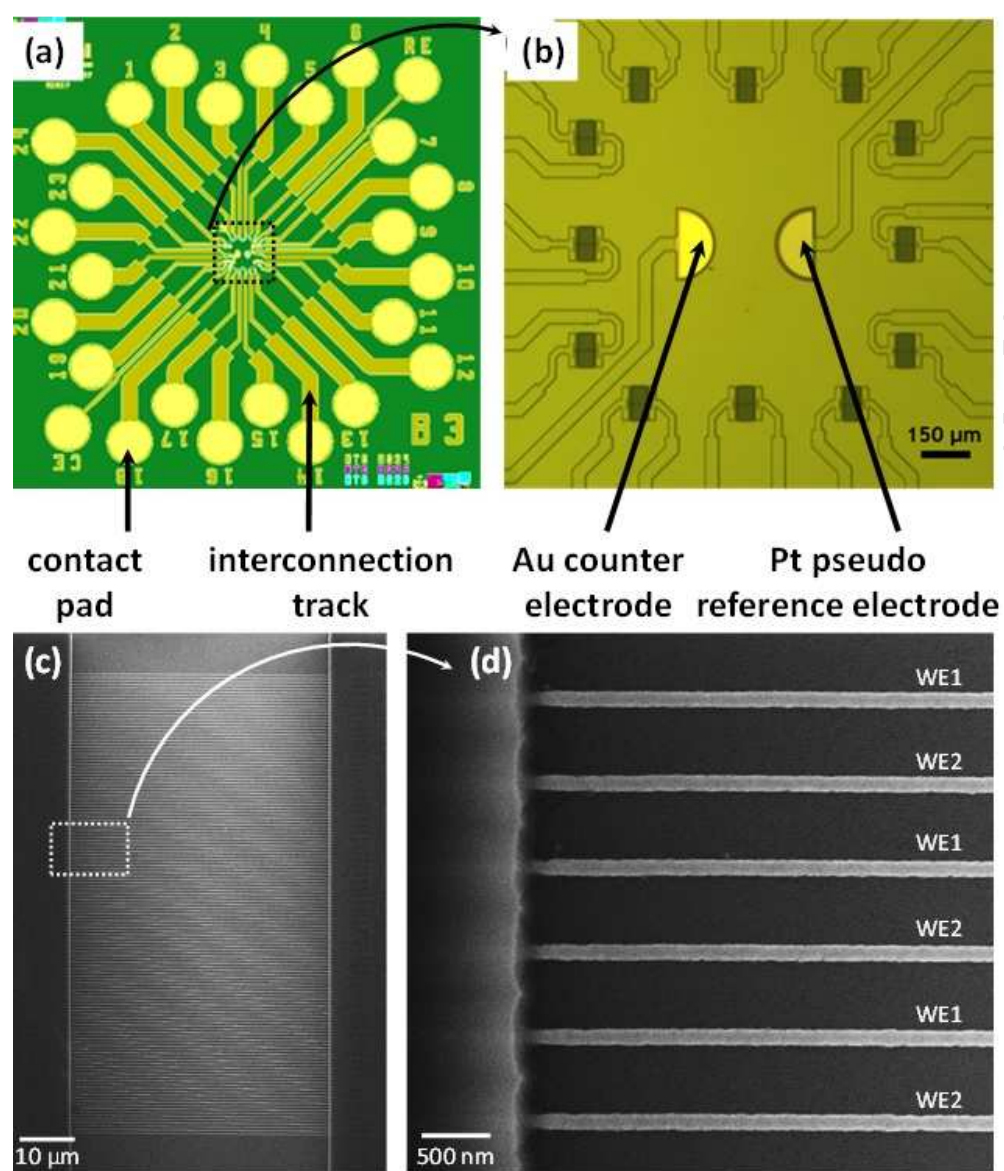 (a)
2
4
6
RE
1
3
5
24
7
23
8
22
9
21
10
20
11
19
12
17
15
13
CE
18
16
14
B3
(b)
150 µm
contact
pad
interconnection
track
Au counter
electrode
Pt pseudo
reference electrode
(c)
10 µm
(d)
WE1
WE2
WE1
WE2
WE1
WE2
500 nm